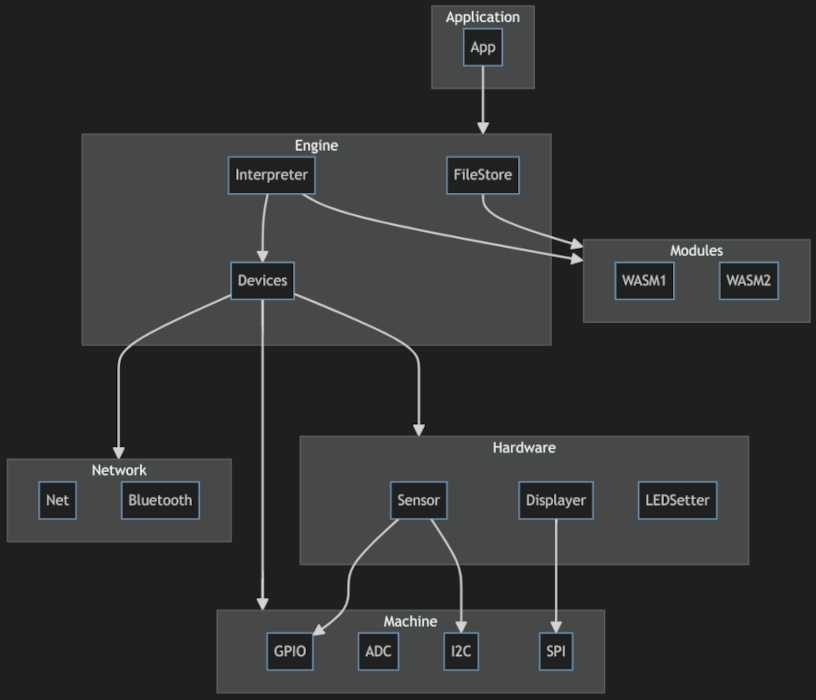 Application
App
Engine
Interpreter
FileStore
Modules
WASM1
WASM2
Devices
Hardware
Network
Net
Bluetooth
Sensor
Displayer
LEDSetter
Machine
GPIO
ADC
I2C
SPI